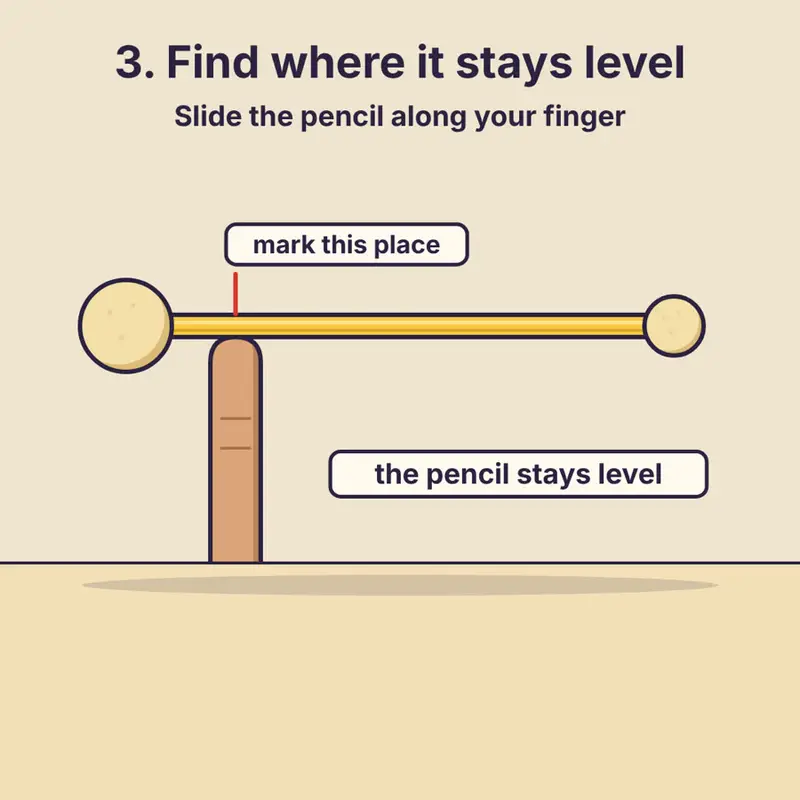 3. Find where it stays level
Slide the pencil along your finger
mark this place
the pencil stays level